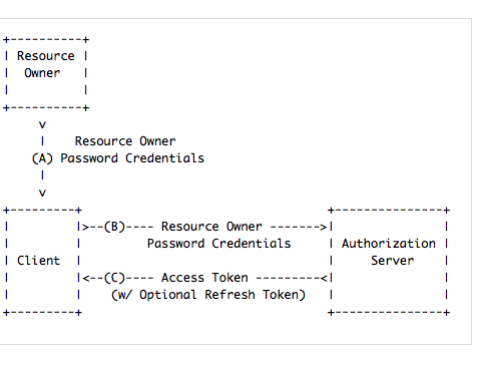 +----------+
| Resource |
|  Owner   |
|          |
+----------+
     v
     |    Resource Owner
    (A) Password Credentials
     |
     v
+---------+                                  +---------------+
|         |>--(B)---- Resource Owner ------->|               |
|         |         Password Credentials     | Authorization |
| Client  |                                  |     Server    |
|         |<--(C)---- Access Token ---------<|               |
|         |    (w/ Optional Refresh Token)   |               |
+---------+                                  +---------------+